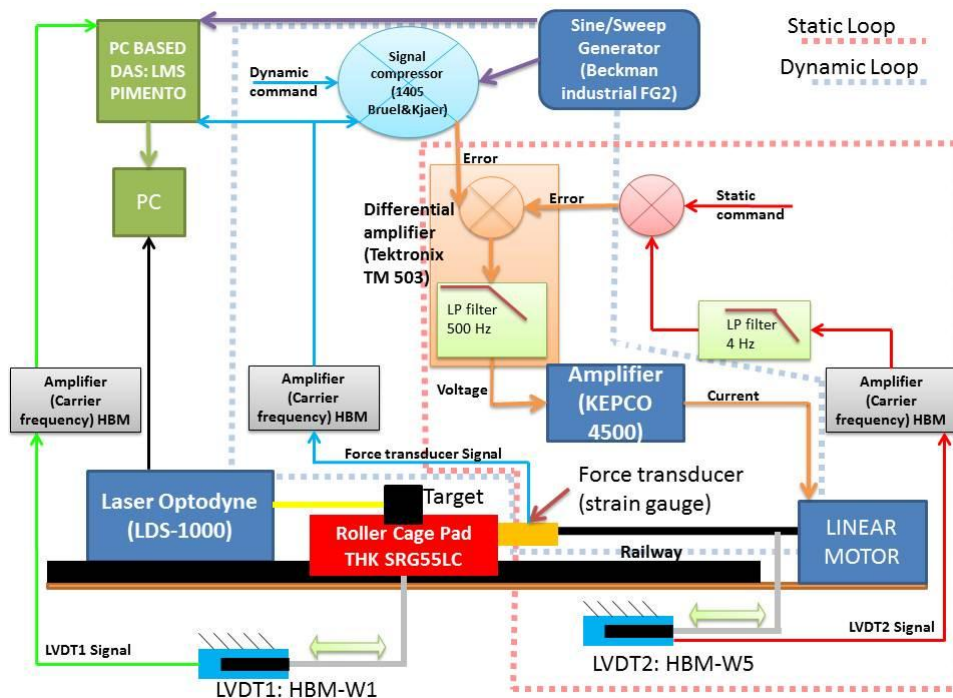 PC BASED
DAS: LMS
PIMENTO
Signal
compressor
(1405
Bruel&Kjaer)
Sine/Sweep
Generator
(Beckman
industrial FG2)
Static Loop
Dynamic Loop
Dynamic
command
PC
Error
Error
Static
command
Differential
amplifier
(Tektronix
TM 503)
LP filter
500 Hz
LP filter
4 Hz
Amplifier
(Carrier
frequency) HBM
Amplifier
(Carrier
frequency) HBM
Voltage
Amplifier
(KEPCO
4500)
Current
Amplifier
(Carrier
frequency) HBM
Force transducer Signal
Force transducer
(strain gauge)
Laser Optodyne
(LDS-1000)
Target
Roller Cage Pad
THK SRG55LC
Railway
LINEAR
MOTOR
LVDT1 Signal
LVDT1: HBM-W1
LVDT2 Signal
LVDT2: HBM-W5